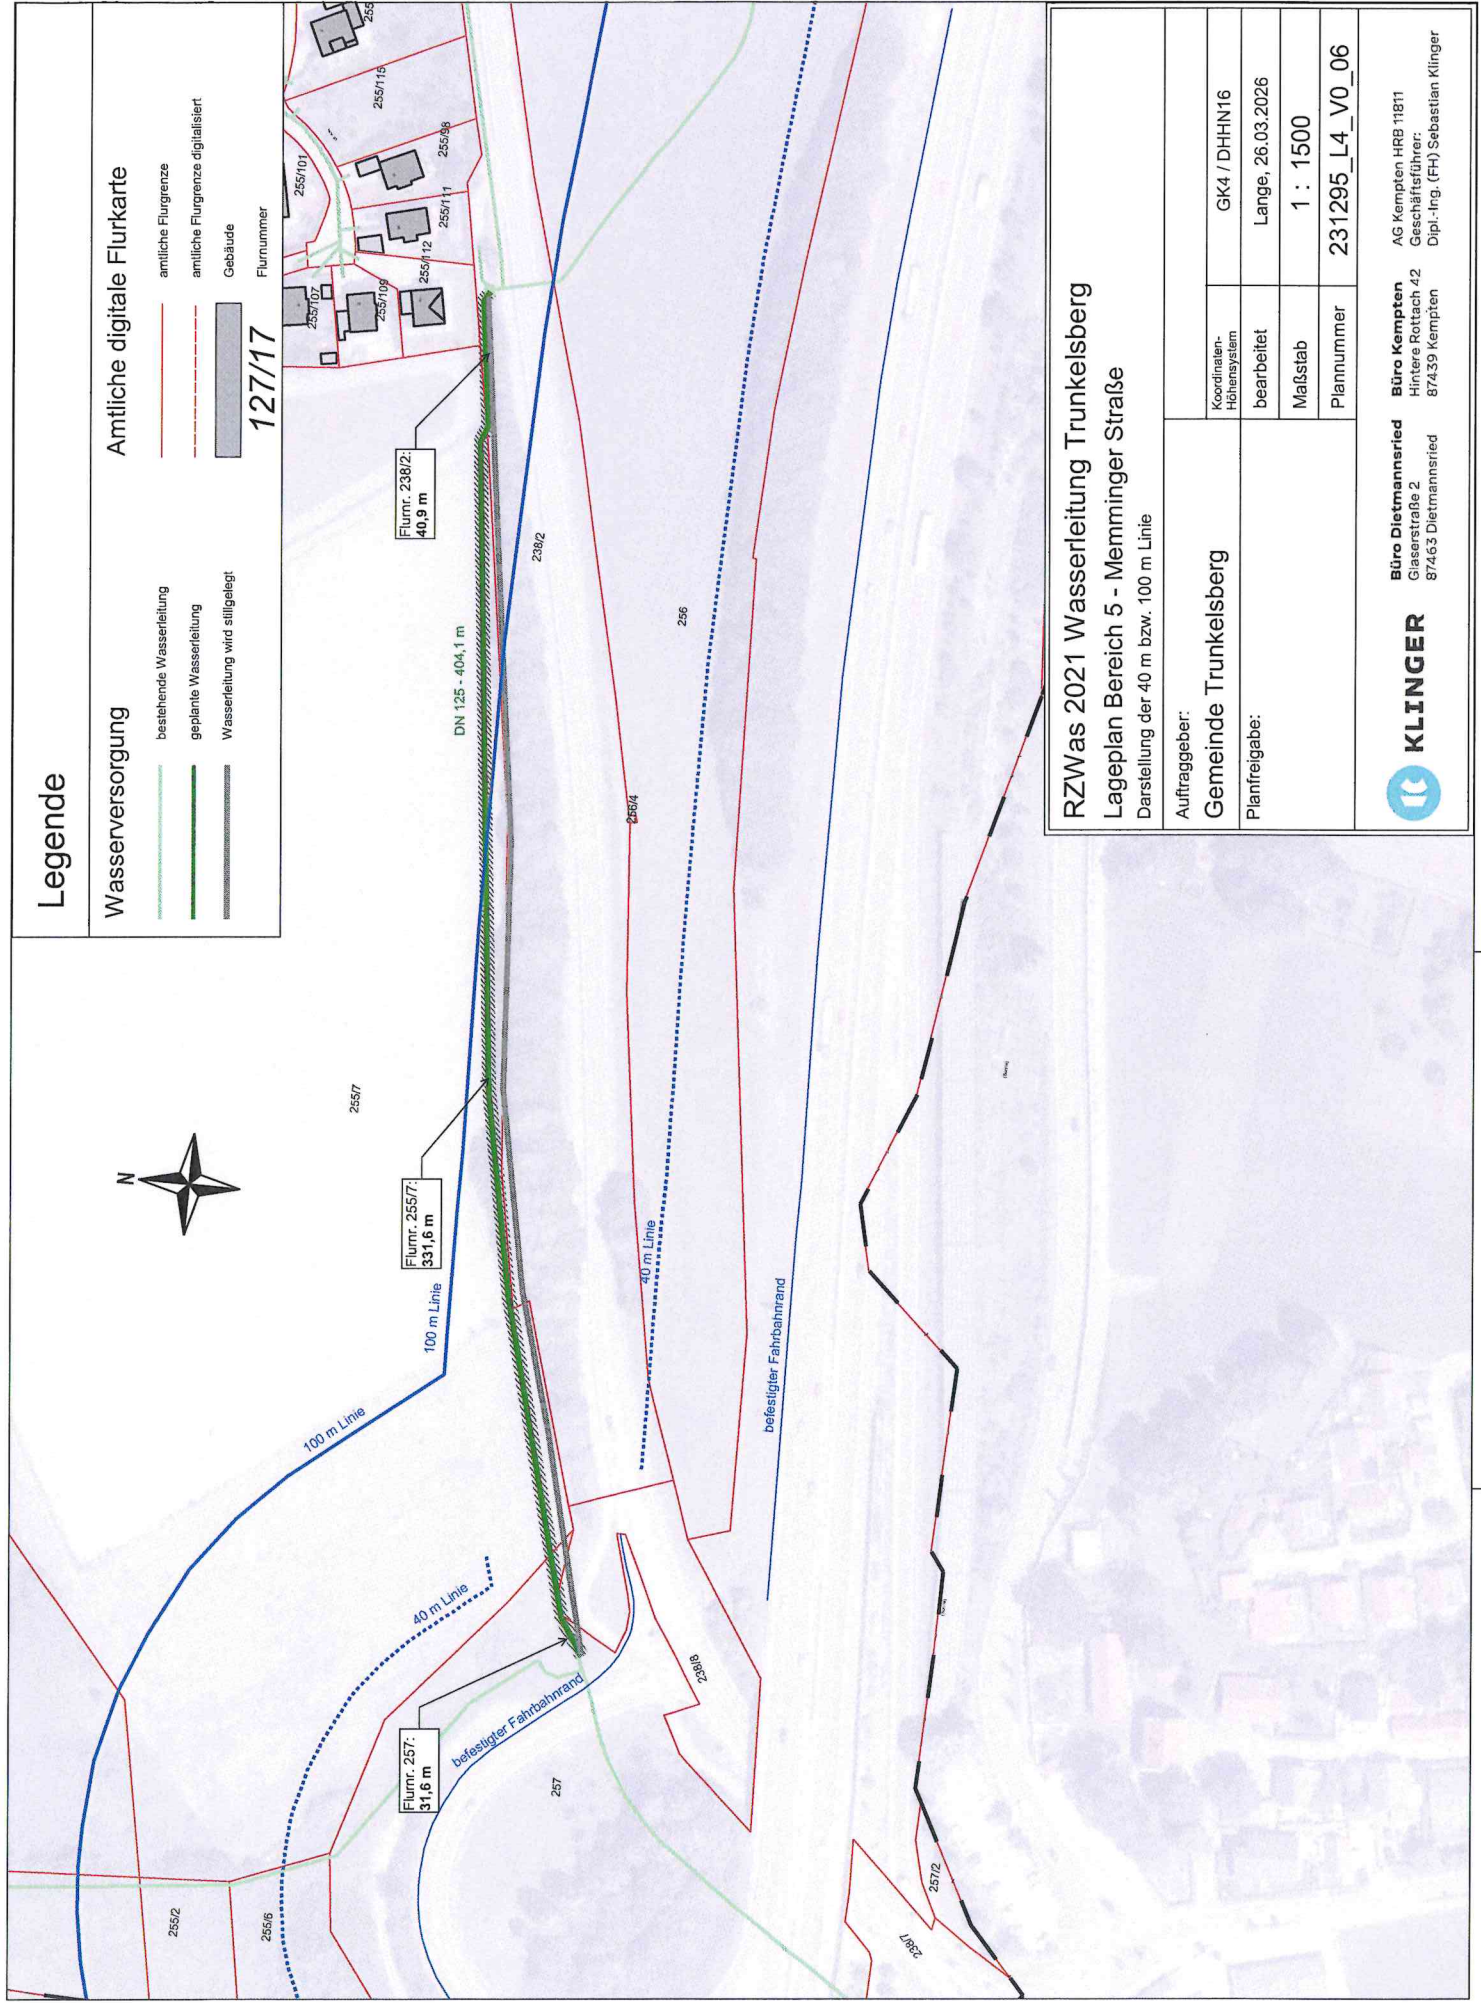 Legende
Wasserversorgung
bestehende Wasserleitung
geplante Wasserleitung
Wasserleitung wird stillgelegt
Amtliche digitale Flurkarte
amtliche Flurgrenze
amtliche Flurgrenze digitalisiert
Gebäude
127/17
Flurnummer
N
255/2
255/6
255/7
100 m Linie
100 m Linie
40 m Linie
40 m Linie
befestigter Fahrbahnrand
befestigter Fahrbahnrand
Flurnr. 257:
31,6 m
Flurnr. 255/7:
331,6 m
Flurnr. 238/2:
40,9 m
DN 125 - 404,1 m
257
238/8
238/7
257/2
256/4
256
238/2
255/107
255/109
255/112
255/111
255/98
255/101
255/115
255
RZWas 2021 Wasserleitung Trunkelsberg
Lageplan Bereich 5 - Memminger Straße
Darstellung der 40 m bzw. 100 m Linie
Auftraggeber:
Gemeinde Trunkelsberg
Planfreigabe:
Koordinaten-
Höhensystem
GK4 / DHHN16
bearbeitet
Lange, 26.03.2026
Maßstab
1 : 1500
Plannummer
231295_L4_V0_06
KLINGER
Büro Dietmannsried
Glaserstraße 2
87463 Dietmannsried
Büro Kempten
Hintere Rottach 42
87439 Kempten
AG Kempten HRB 11811
Geschäftsführer:
Dipl.-Ing. (FH) Sebastian Klinger